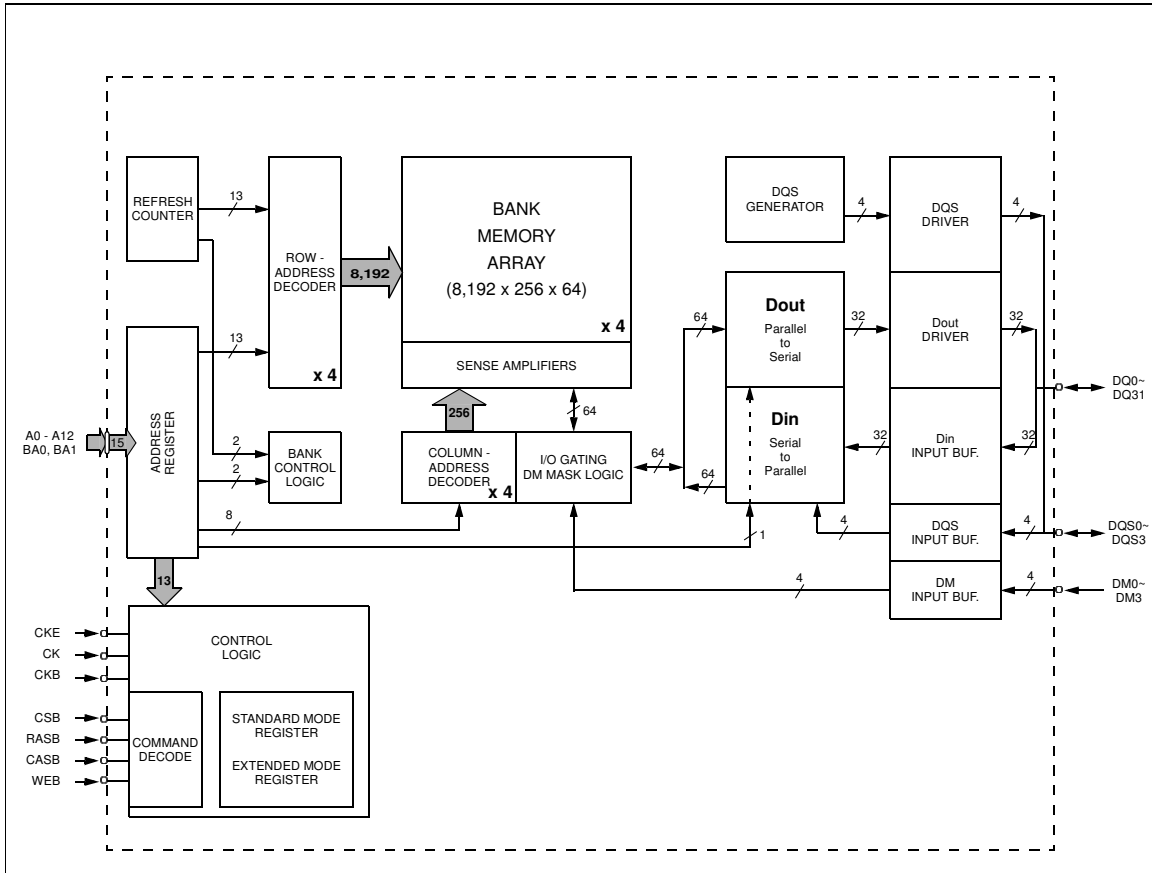 REFRESH
COUNTER
13
ROW -
ADDRESS
DECODER
x 4
8,192
BANK
MEMORY
ARRAY
(8,192 x 256 x 64)
x 4
SENSE AMPLIFIERS
DQS
GENERATOR
4
DQS
DRIVER
4
64
Dout
Parallel
to
Serial
32
Dout
DRIVER
32
13
A0 - A12
BA0, BA1
15
ADDRESS
REGISTER
2
2
BANK
CONTROL
LOGIC
256
64
COLUMN -
ADDRESS
DECODER
x 4
I/O GATING
DM MASK LOGIC
64
64
Din
Serial
to
Parallel
32
Din
INPUT BUF.
32
DQ0~
DQ31
8
1
4
DQS
INPUT BUF.
4
DQS0~
DQS3
4
DM
INPUT BUF.
4
DM0~
DM3
13
CONTROL
LOGIC
CKE
CK
CKB
CSB
RASB
CASB
WEB
COMMAND
DECODE
STANDARD MODE
REGISTER
EXTENDED MODE
REGISTER